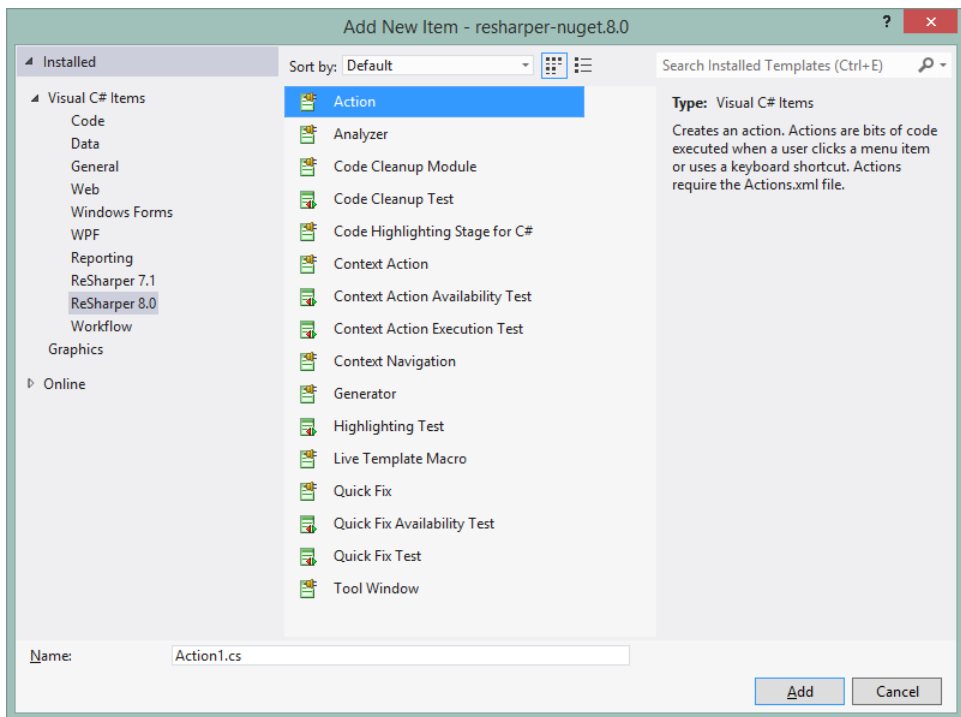 Add New Item - resharper-nuget.8.0
?
Installed
Sort by: Default
Search Installed Templates (Ctrl+E)
Visual C# Items
Code
Data
General
Web
Windows Forms
WPF
Reporting
ReSharper 7.1
ReSharper 8.0
Workflow
Graphics
Online
Action
Analyzer
Code Cleanup Module
Code Cleanup Test
Code Highlighting Stage for C#
Context Action
Context Action Availability Test
Context Action Execution Test
Context Navigation
Generator
Highlighting Test
Live Template Macro
Quick Fix
Quick Fix Availability Test
Quick Fix Test
Tool Window
Type: Visual C# Items
Creates an action. Actions are bits of code
executed when a user clicks a menu item
or uses a keyboard shortcut. Actions
require the Actions.xml file.
Name: Action1.cs
Add Cancel